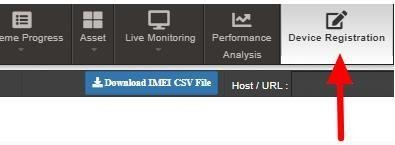 eme Progress
Asset
Live Monitoring
Performance
Analysis
Device Registration
Download IMEI CSV File
Host / URL :